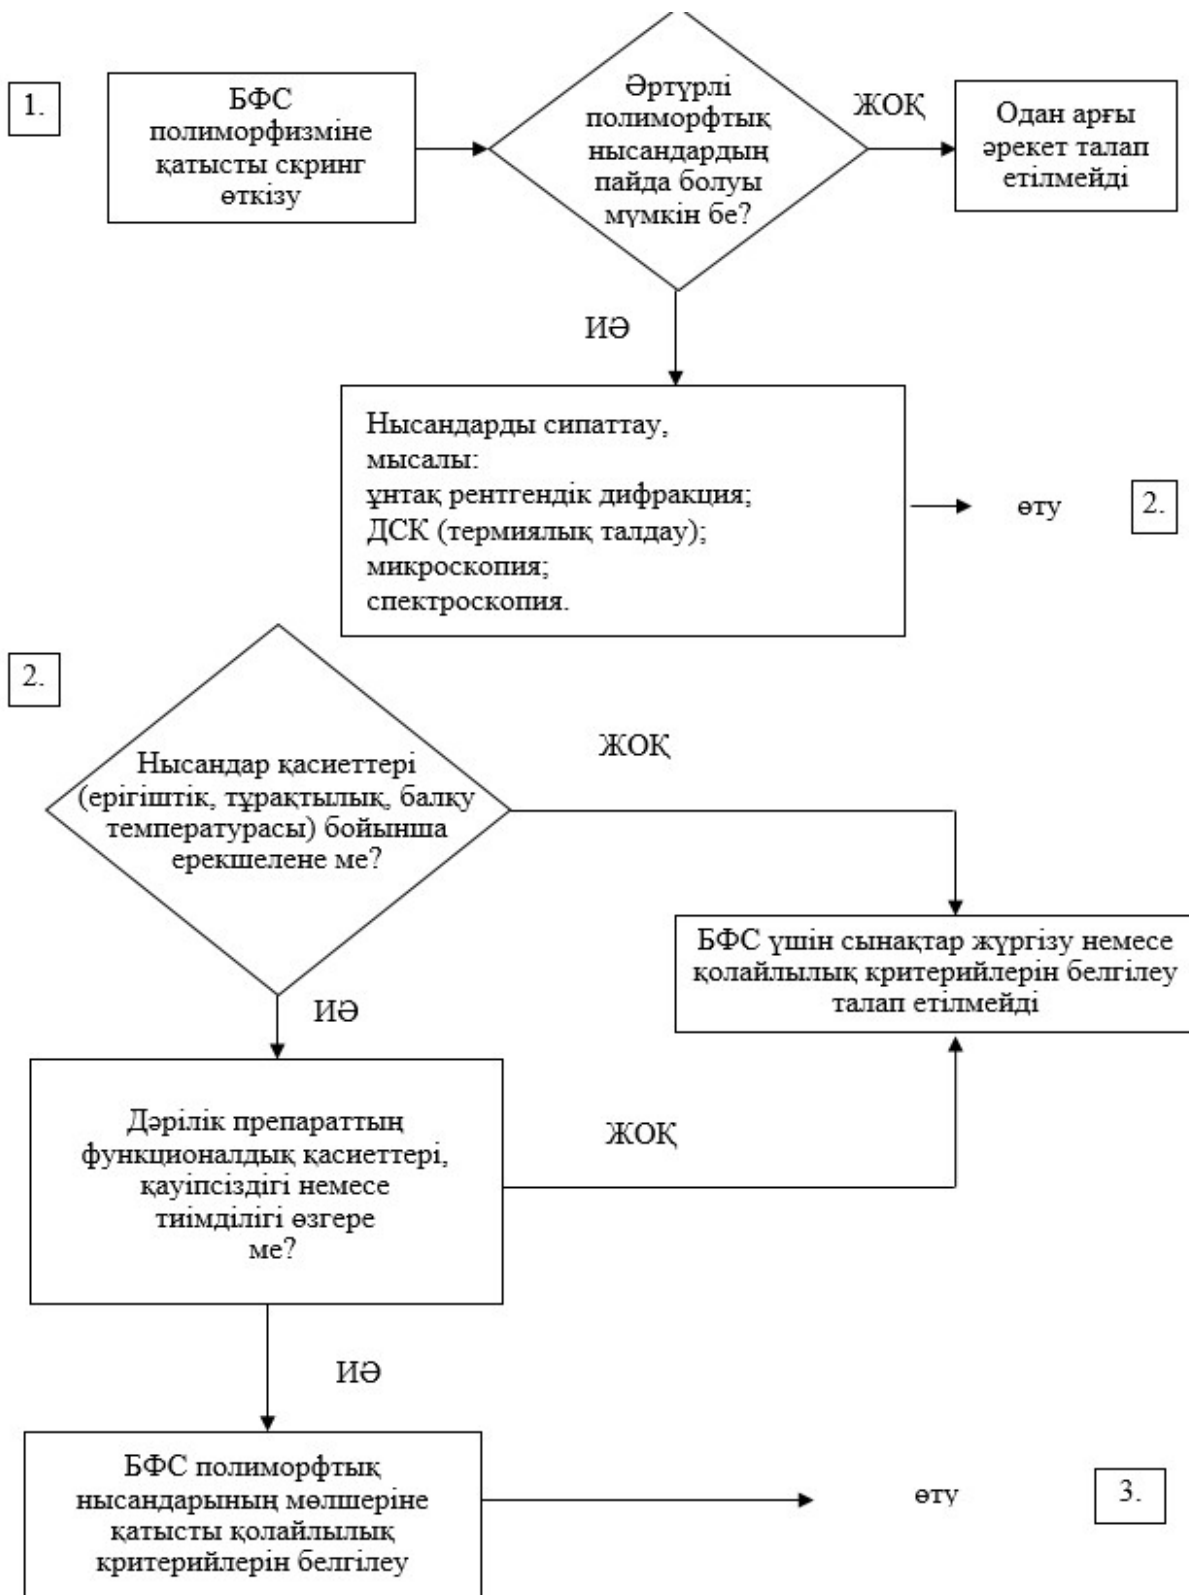 1.
БФС
полиморфизміне
қатысты скринг
өткізу
Әртүрлі
полиморфтық
нысандардың
пайда болуы
мүмкін бе?
ЖОҚ
Одан арғы
әрекет талап
етілмейді
ИӘ
Нысандарды сипаттау,
мысалы:
ұнтақ рентгендік дифракция;
ДСК (термиялық талдау);
микроскопия;
спектроскопия.
өту
2.
2.
Нысандар қасиеттері
(ерігіштік, тұрақтылық, балқу
температурасы) бойынша
ерекшелене ме?
ЖОҚ
БФС үшін сынақтар жүргізу немесе
қолайлылық критерийлерін белгілеу
талап етілмейді
ИӘ
Дәрілік препараттың
функционалдық қасиеттері,
қауіпсіздігі немесе
тиімділігі өзгере
ме?
ЖОҚ
ИӘ
БФС полиморфтық
нысандарының мөлшеріне
қатысты қолайлылық
критерийлерін белгілеу
өту
3.